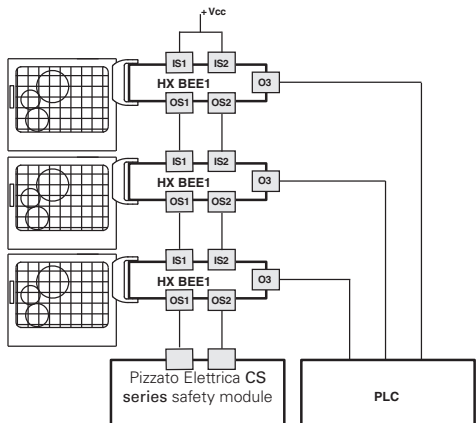 + Vcc
IS1 IS2
HX BEE1
O3
OS1 OS2
IS1 IS2
HX BEE1
O3
OS1 OS2
IS1 IS2
HX BEE1
O3
OS1 OS2
Pizzato Elettrica CS
series safety module
PLC